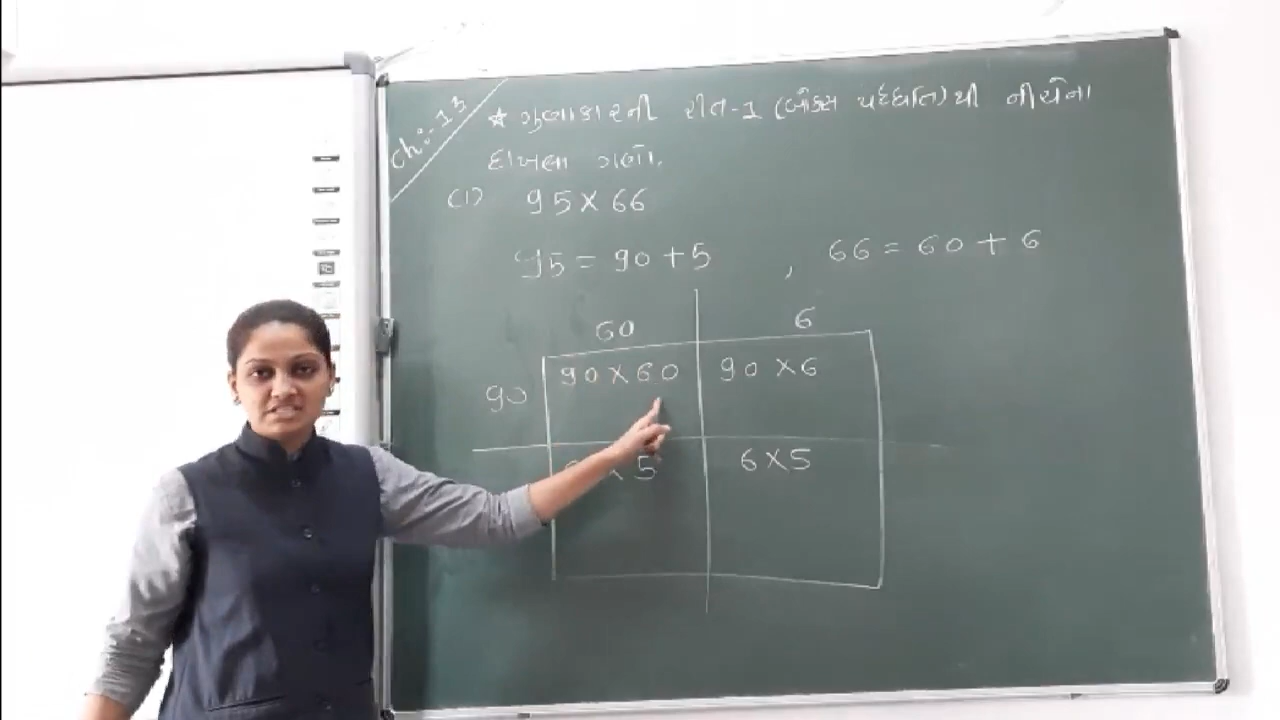 Ch:-13
* ગુણાકારની રીત-1 (બોક્સ પદ્ધતિ) થી નીચેના
દાખલા ગણો.
(1) 95 × 66
95 = 90 + 5 , 66 = 60 + 6
60 6
90 90 × 60 90 × 6
× 5 6 × 5